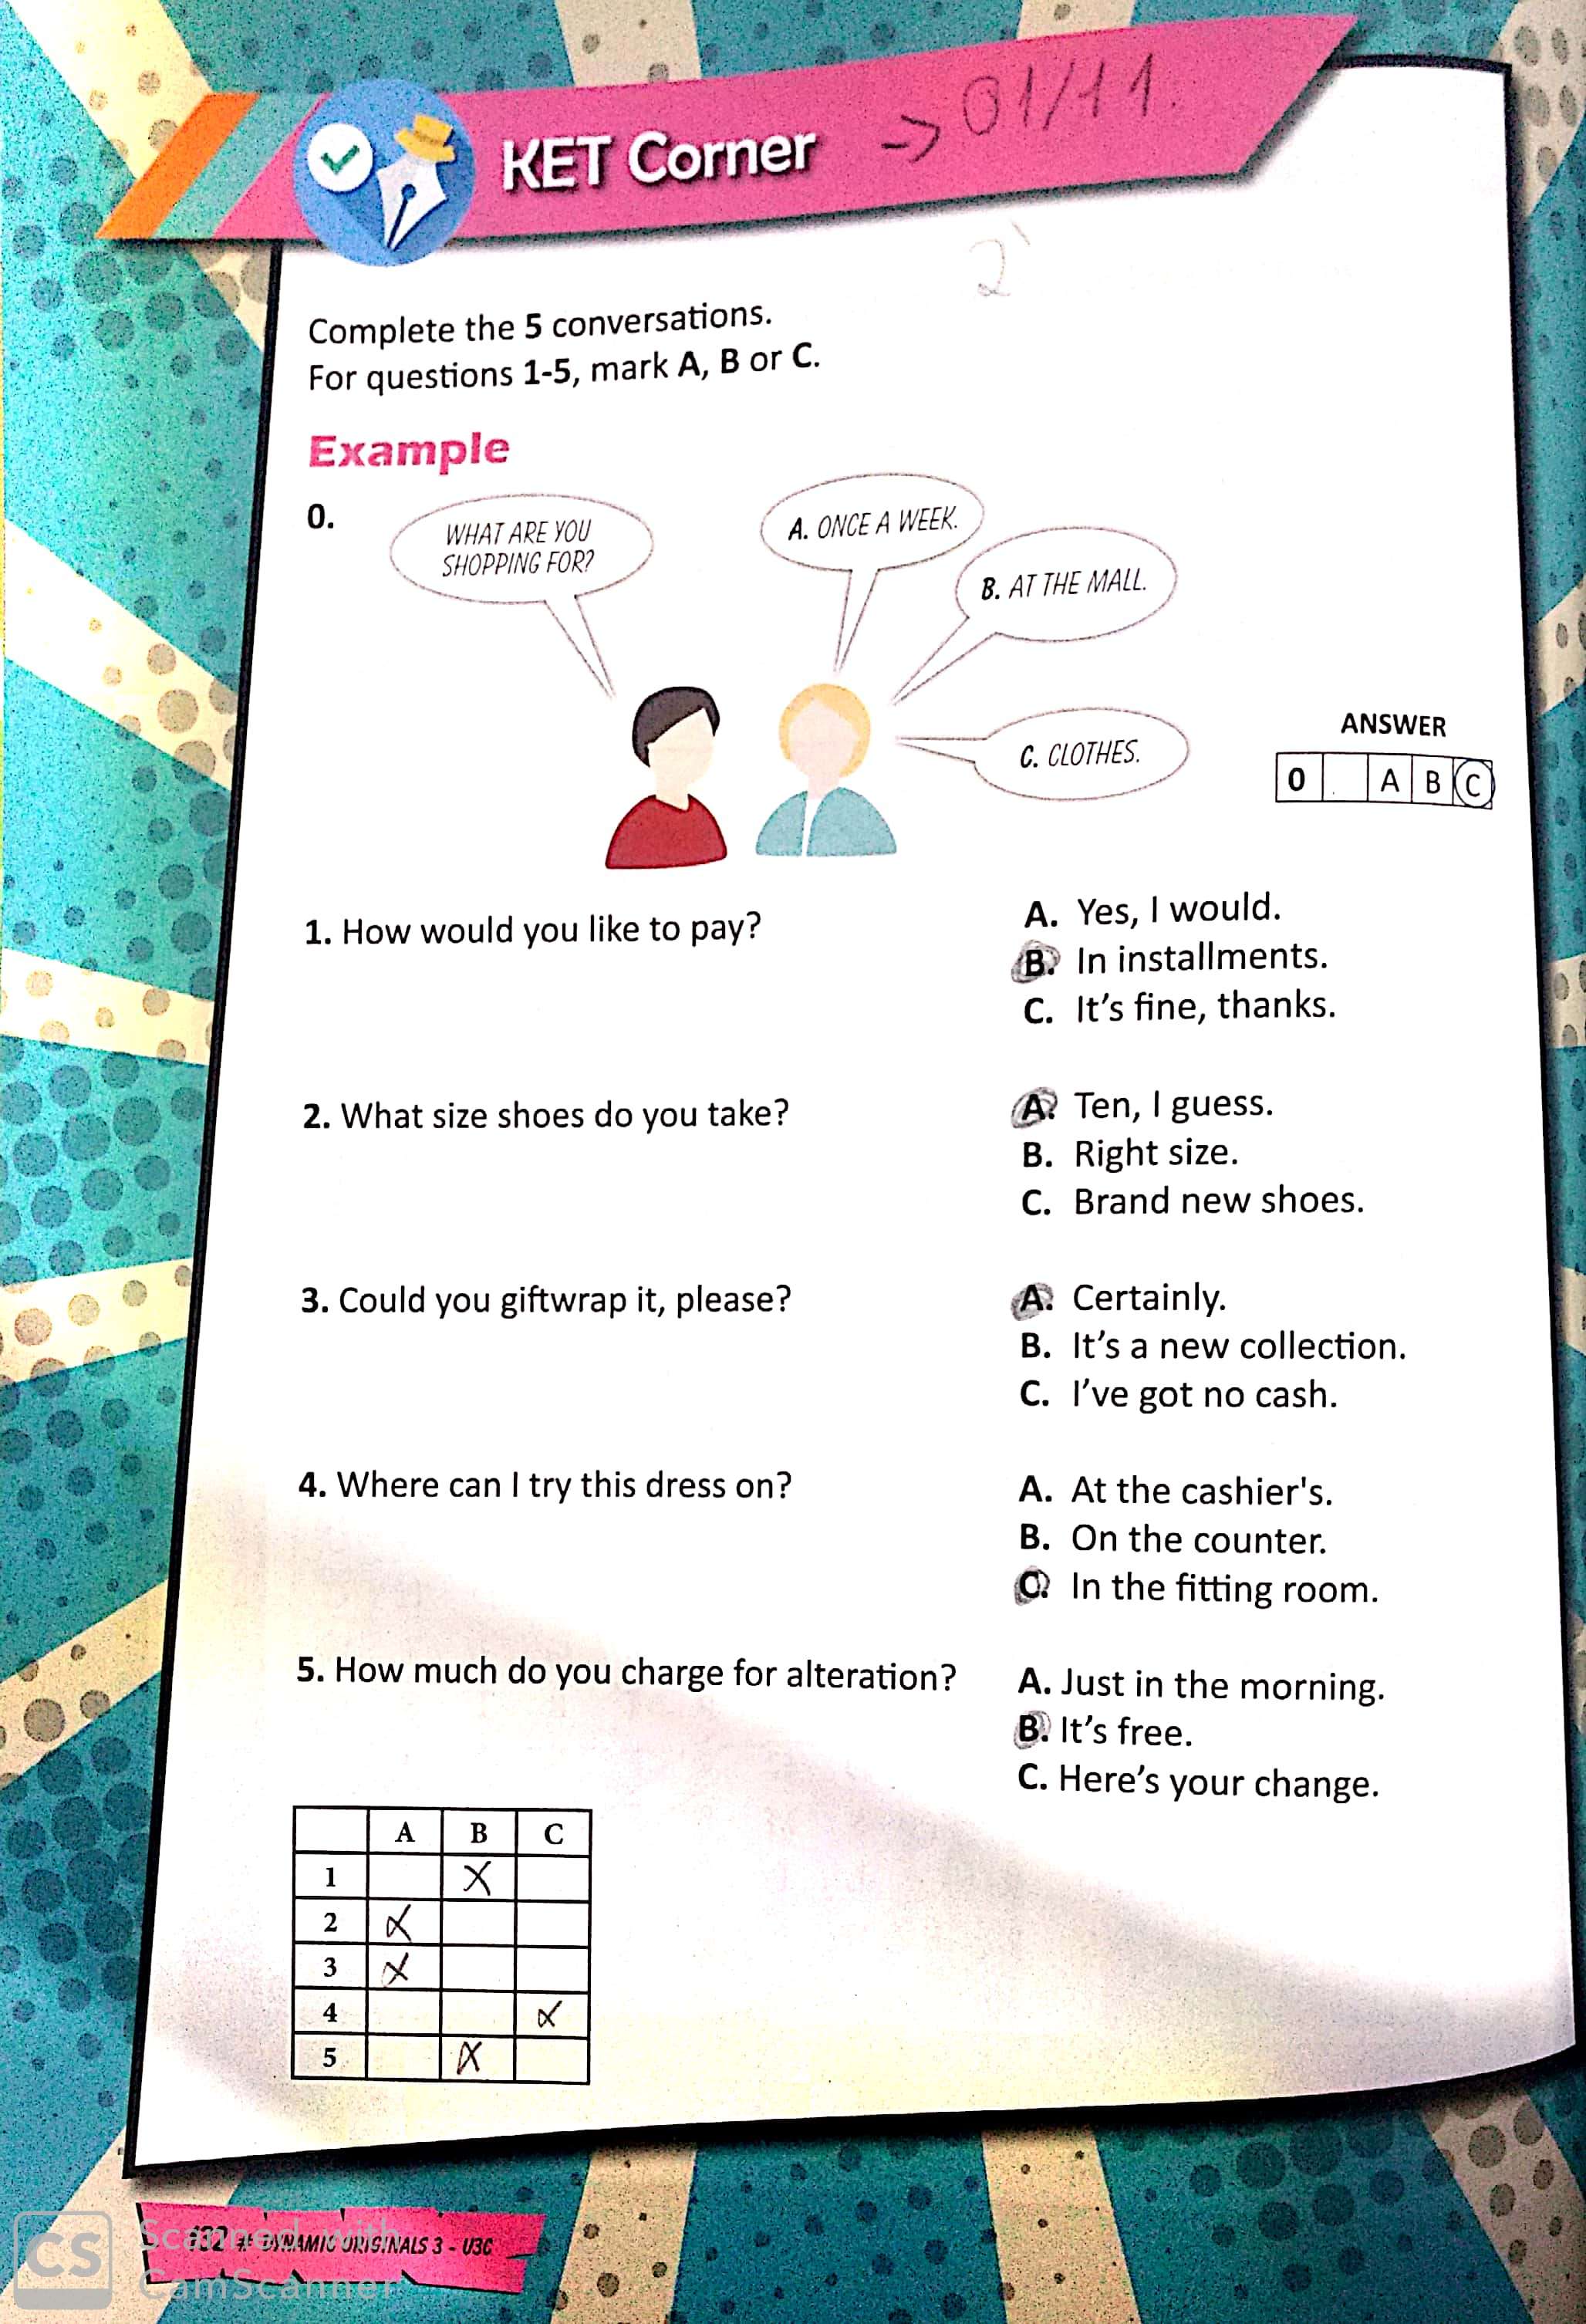 KET Corner → 01/11.
2'
Complete the 5 conversations.
For questions 1-5, mark A, B or C.
Example
0.
WHAT ARE YOU
SHOPPING FOR?
A. ONCE A WEEK.
B. AT THE MALL.
C. CLOTHES.
ANSWER
0 A B C
1. How would you like to pay?
A. Yes, I would.
B. In installments.
C. It's fine, thanks.
2. What size shoes do you take?
A. Ten, I guess.
B. Right size.
C. Brand new shoes.
3. Could you giftwrap it, please?
A. Certainly.
B. It's a new collection.
C. I've got no cash.
4. Where can I try this dress on?
A. At the cashier's.
B. On the counter.
C. In the fitting room.
5. How much do you charge for alteration?
A. Just in the morning.
B. It's free.
C. Here's your change.
A B C
1 X
2 X
3 X
4 X
5 X
132 # DYNAMIC ORIGINALS 3 - U3C
CS Scanned with
CamScanner